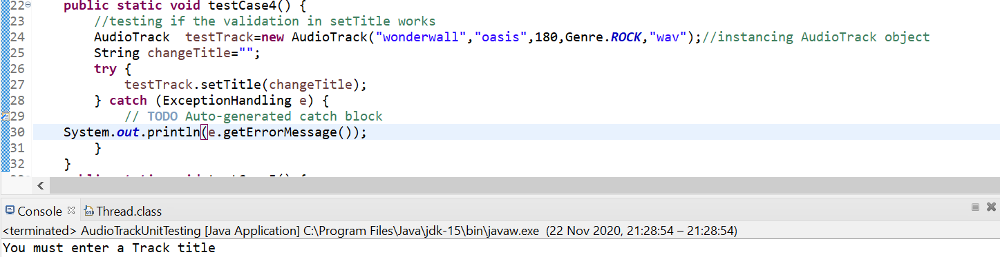 22 public static void testCase4() {
23 //testing if the validation in setTitle works
24 AudioTrack  testTrack=new AudioTrack("wonderwall","oasis",180,Genre.ROCK,"wav");//instancing AudioTrack object
25 String changeTitle="";
26 try {
27 testTrack.setTitle(changeTitle);
28 } catch (ExceptionHandling e) {
29 // TODO Auto-generated catch block
30 System.out.println(e.getErrorMessage());
31 }
32 }
Console Thread.class
<terminated> AudioTrackUnitTesting [Java Application] C:\Program Files\Java\jdk-15\bin\javaw.exe (22 Nov 2020, 21:28:54 – 21:28:54)
You must enter a Track title